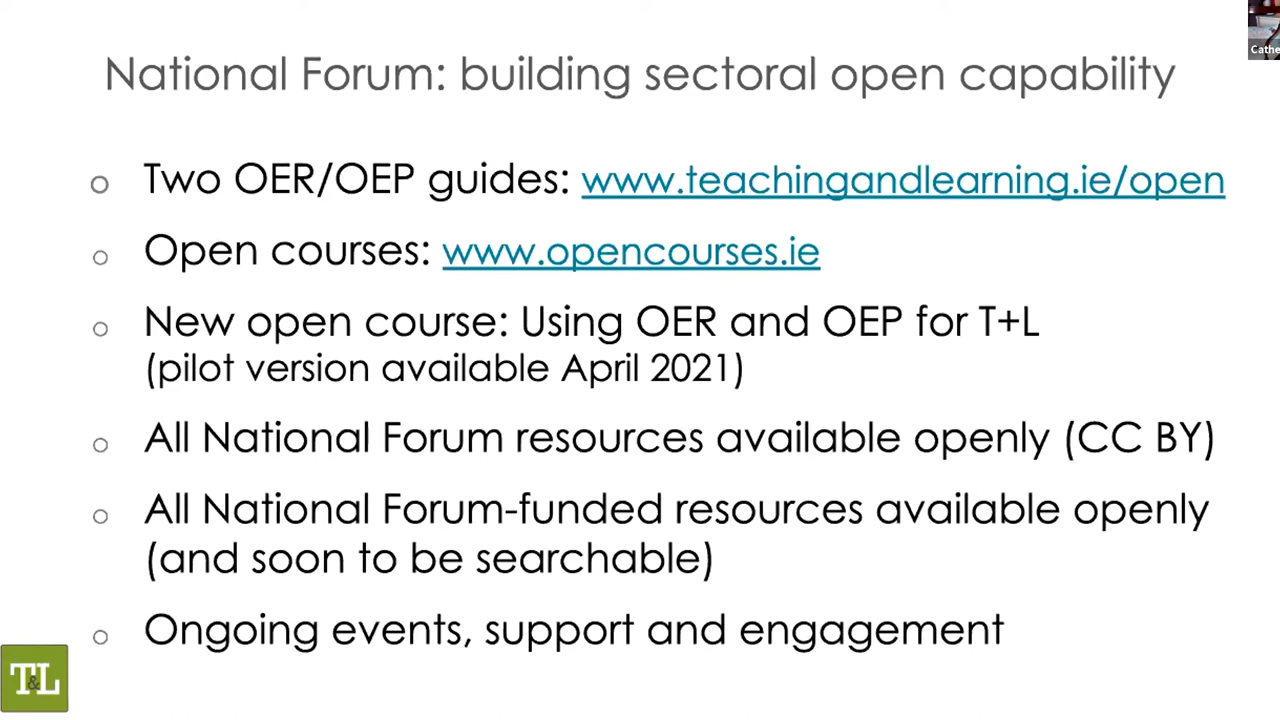 Cathe
National Forum: building sectoral open capability
o Two OER/OEP guides: www.teachingandlearning.ie/open
o Open courses: www.opencourses.ie
o New open course: Using OER and OEP for T+L
(pilot version available April 2021)
o All National Forum resources available openly (CC BY)
o All National Forum-funded resources available openly
(and soon to be searchable)
o Ongoing events, support and engagement
T&L